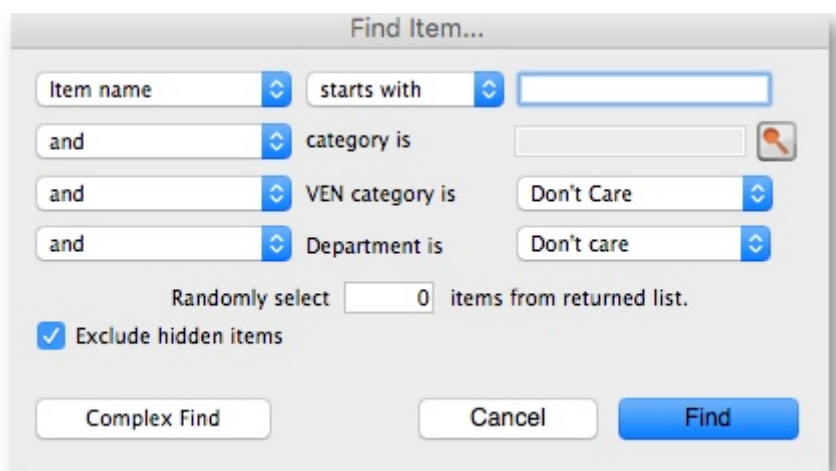 Find Item...
Item name starts with
and category is
and VEN category is Don't Care
and Department is Don't care
Randomly select 0 items from returned list.
Exclude hidden items
Complex Find Cancel Find